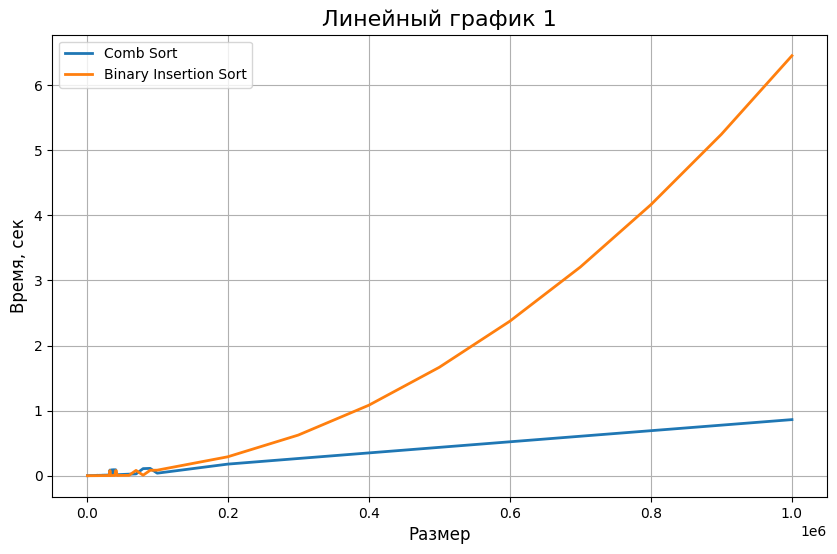 Линейный график 1
Comb Sort
Binary Insertion Sort
Время, сек
6
5
4
3
2
1
0
0.0 0.2 0.4 0.6 0.8 1.0
1e6
Размер